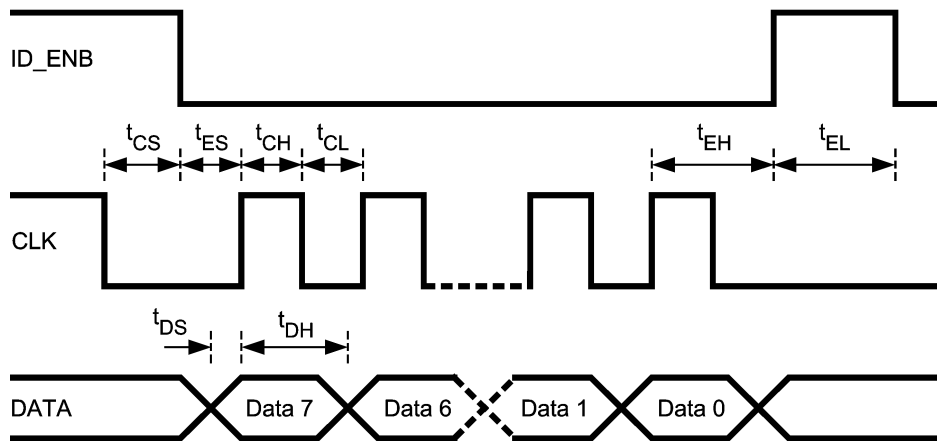 ID_ENB
tCS tES tCH tCL tEH tEL
CLK
tDS tDH
DATA Data 7 Data 6 Data 1 Data 0